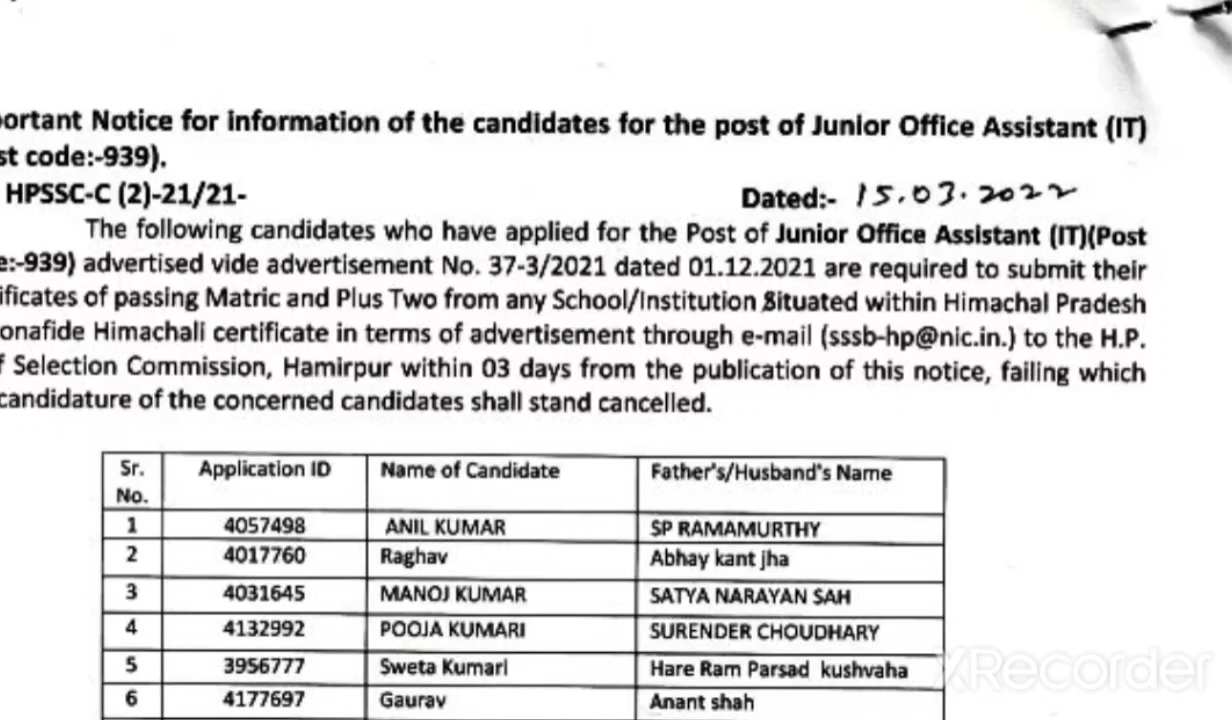 ortant Notice for information of the candidates for the post of Junior Office Assistant (IT)
st code:-939).
HPSSC-C (2)-21/21- Dated:- 15.03.2022
The following candidates who have applied for the Post of Junior Office Assistant (IT)(Post
e:-939) advertised vide advertisement No. 37-3/2021 dated 01.12.2021 are required to submit their
ificates of passing Matric and Plus Two from any School/Institution Situated within Himachal Pradesh
onafide Himachali certificate in terms of advertisement through e-mail (sssb-hp@nic.in.) to the H.P.
f Selection Commission, Hamirpur within 03 days from the publication of this notice, failing which
candidature of the concerned candidates shall stand cancelled.
Sr. No. Application ID Name of Candidate Father's/Husband's Name
1 4057498 ANIL KUMAR SP RAMAMURTHY
2 4017760 Raghav Abhay kant jha
3 4031645 MANOJ KUMAR SATYA NARAYAN SAH
4 4132992 POOJA KUMARI SURENDER CHOUDHARY
5 3956777 Sweta Kumari Hare Ram Parsad kushvaha
6 4177697 Gaurav Anant shah
XRecorder